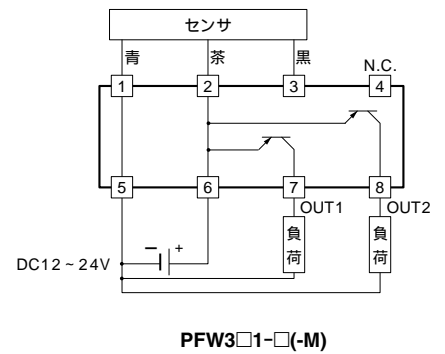 センサ
青 茶 黒
N.C.
1 2 3 4
5 6 7 8
OUT1 OUT2
負荷 負荷
− +
DC12~24V
PFW3□1-□(-M)